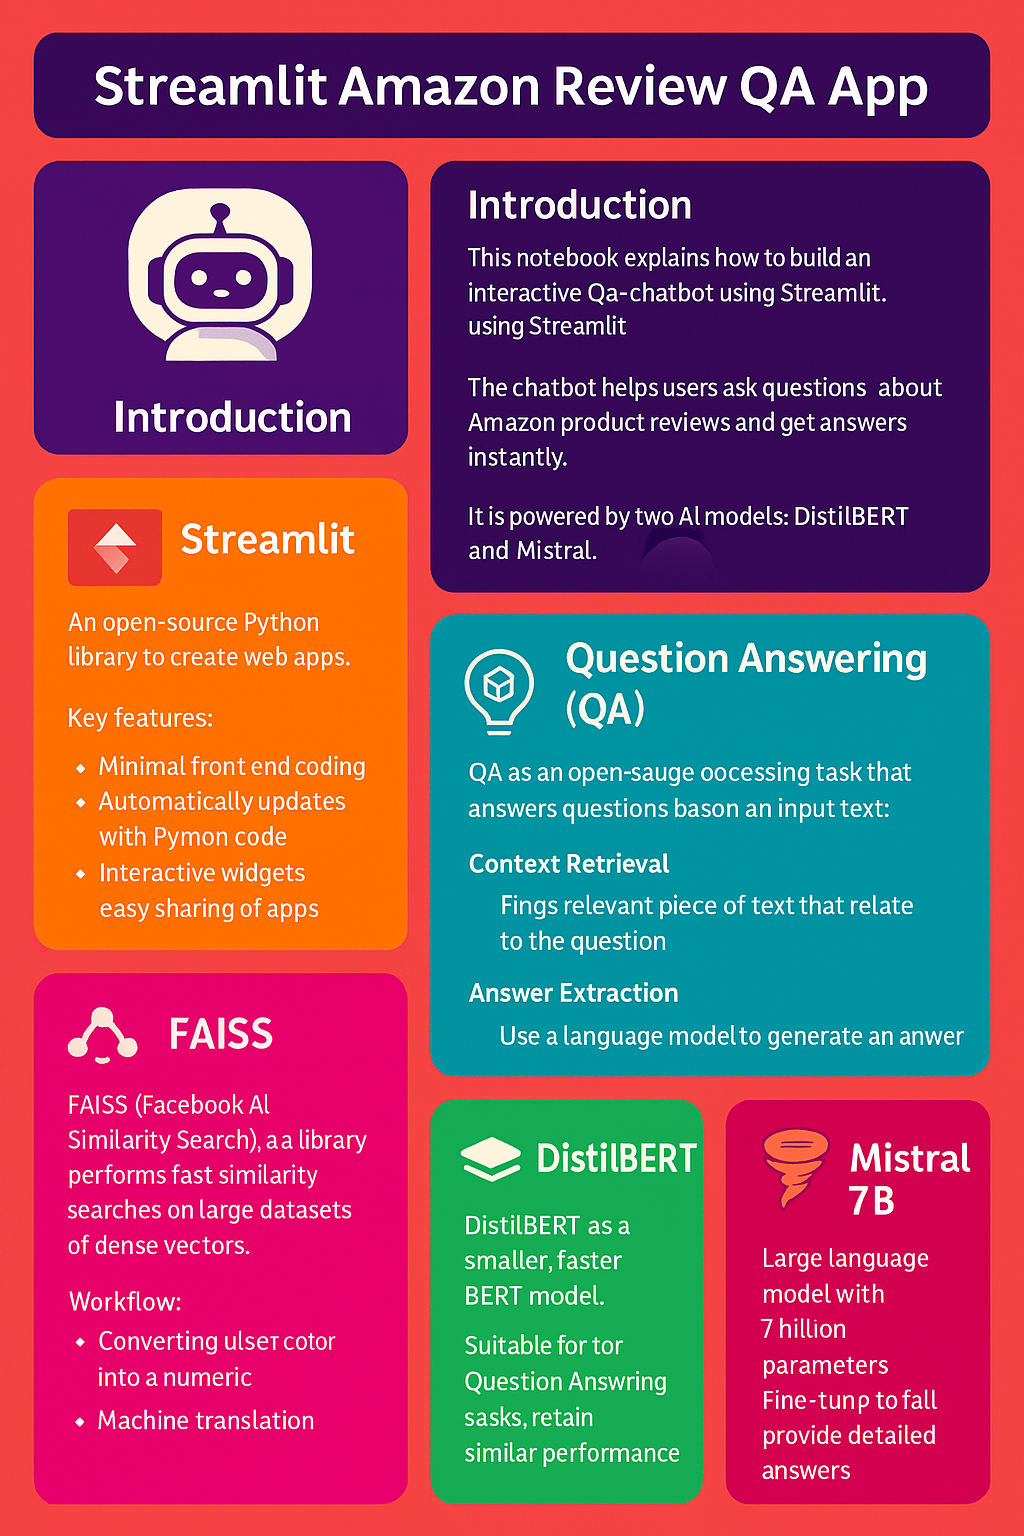 Streamlit Amazon Review QA App
Introduction
Introduction
This notebook explains how to build an
interactive Qa-chatbot using Streamlit.
using Streamlit
The chatbot helps users ask questions about
Amazon product reviews and get answers
instantly.
It is powered by two AI models: DistilBERT
and Mistral.
Streamlit
An open-source Python
library to create web apps.
Key features:
• Minimal front end coding
• Automatically updates
with Pymon code
• Interactive widgets
easy sharing of apps
Question Answering
(QA)
QA as an open-sauge oocessing task that
answers questions bason an input text:
Context Retrieval
Fings relevant piece of text that relate
to the question
Answer Extraction
Use a language model to generate an anwer
FAISS
FAISS (Facebook AI
Similarity Search), a a library
performs fast similarity
searches on large datasets
of dense vectors.
Workflow:
• Converting ulseт coτor
into a numeric
• Machine translation
DistilBERT
DistilBERT as a
smaller, faster
BERT model.
Suitable for tor
Question Answring
sasks, retain
similar performance
Mistral
7B
Large language
model with
7 hillion
parameters
Fine-tunp to fall
provide detailed
answers